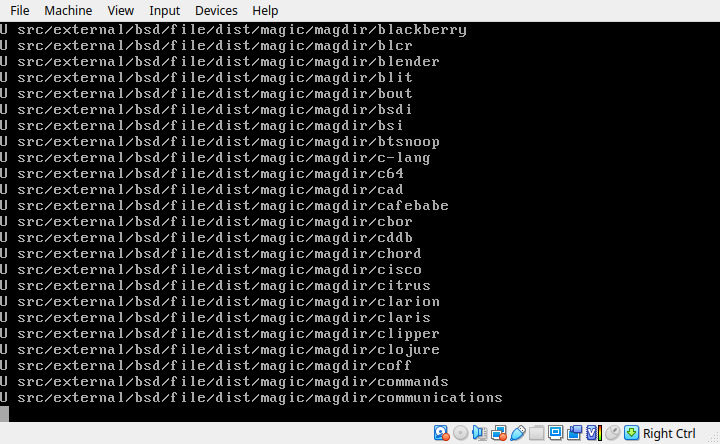 File Machine View Input Devices Help
U src/external/bsd/file/dist/magic/magdir/blackberry
U src/external/bsd/file/dist/magic/magdir/blcr
U src/external/bsd/file/dist/magic/magdir/blender
U src/external/bsd/file/dist/magic/magdir/blit
U src/external/bsd/file/dist/magic/magdir/bout
U src/external/bsd/file/dist/magic/magdir/bsdi
U src/external/bsd/file/dist/magic/magdir/bsi
U src/external/bsd/file/dist/magic/magdir/btsnoop
U src/external/bsd/file/dist/magic/magdir/c-lang
U src/external/bsd/file/dist/magic/magdir/c64
U src/external/bsd/file/dist/magic/magdir/cad
U src/external/bsd/file/dist/magic/magdir/cafebabe
U src/external/bsd/file/dist/magic/magdir/cbor
U src/external/bsd/file/dist/magic/magdir/cddb
U src/external/bsd/file/dist/magic/magdir/chord
U src/external/bsd/file/dist/magic/magdir/cisco
U src/external/bsd/file/dist/magic/magdir/citrus
U src/external/bsd/file/dist/magic/magdir/clarion
U src/external/bsd/file/dist/magic/magdir/claris
U src/external/bsd/file/dist/magic/magdir/clipper
U src/external/bsd/file/dist/magic/magdir/clojure
U src/external/bsd/file/dist/magic/magdir/coff
U src/external/bsd/file/dist/magic/magdir/commands
U src/external/bsd/file/dist/magic/magdir/communications
Right Ctrl